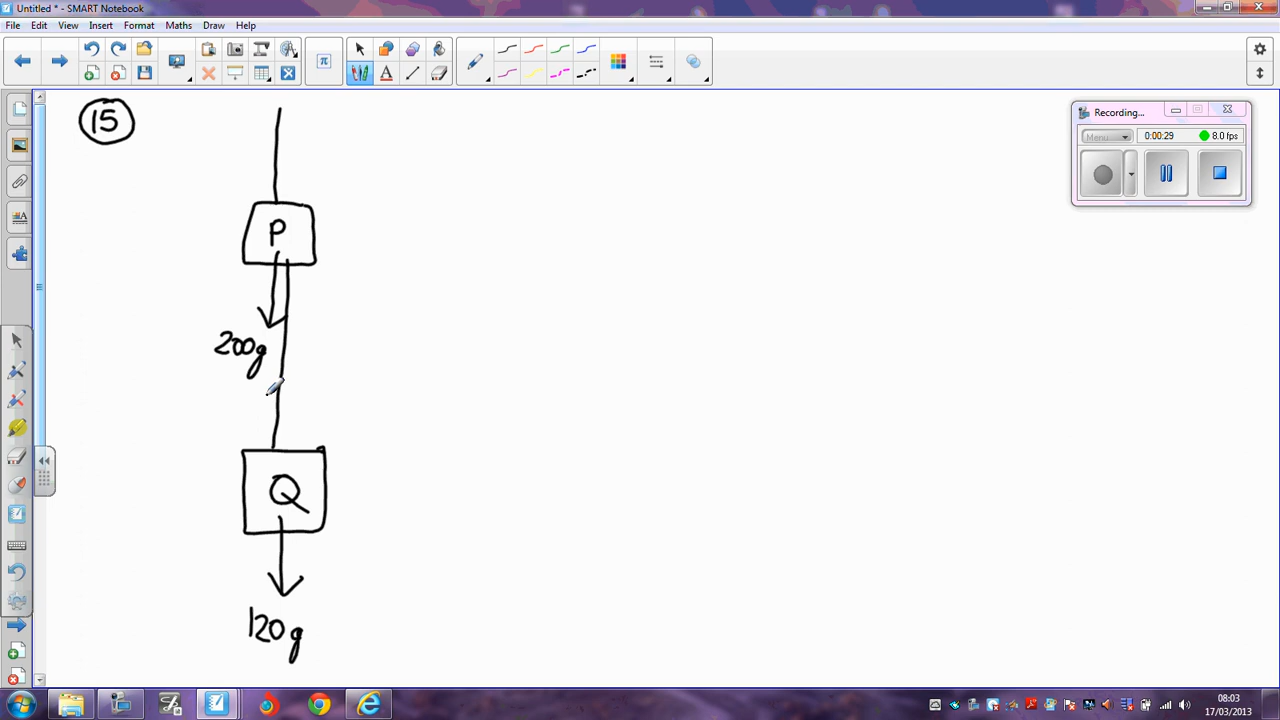 Untitled * - SMART Notebook
File Edit View Insert Format Maths Draw Help
15
Recording...
Menu 0:00:29 8.0 fps
P
200g
Q
120g
08:03
17/03/2013